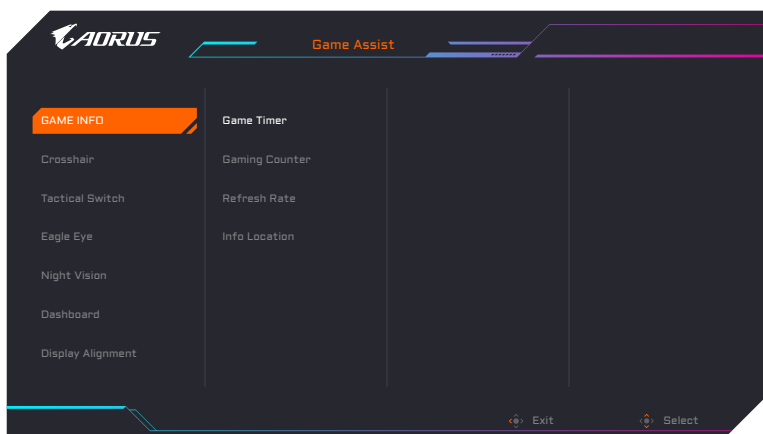 AORUS
Game Assist
GAME INFO
Game Timer
Crosshair
Gaming Counter
Tactical Switch
Refresh Rate
Eagle Eye
Info Location
Night Vision
Dashboard
Display Alignment
Exit
Select